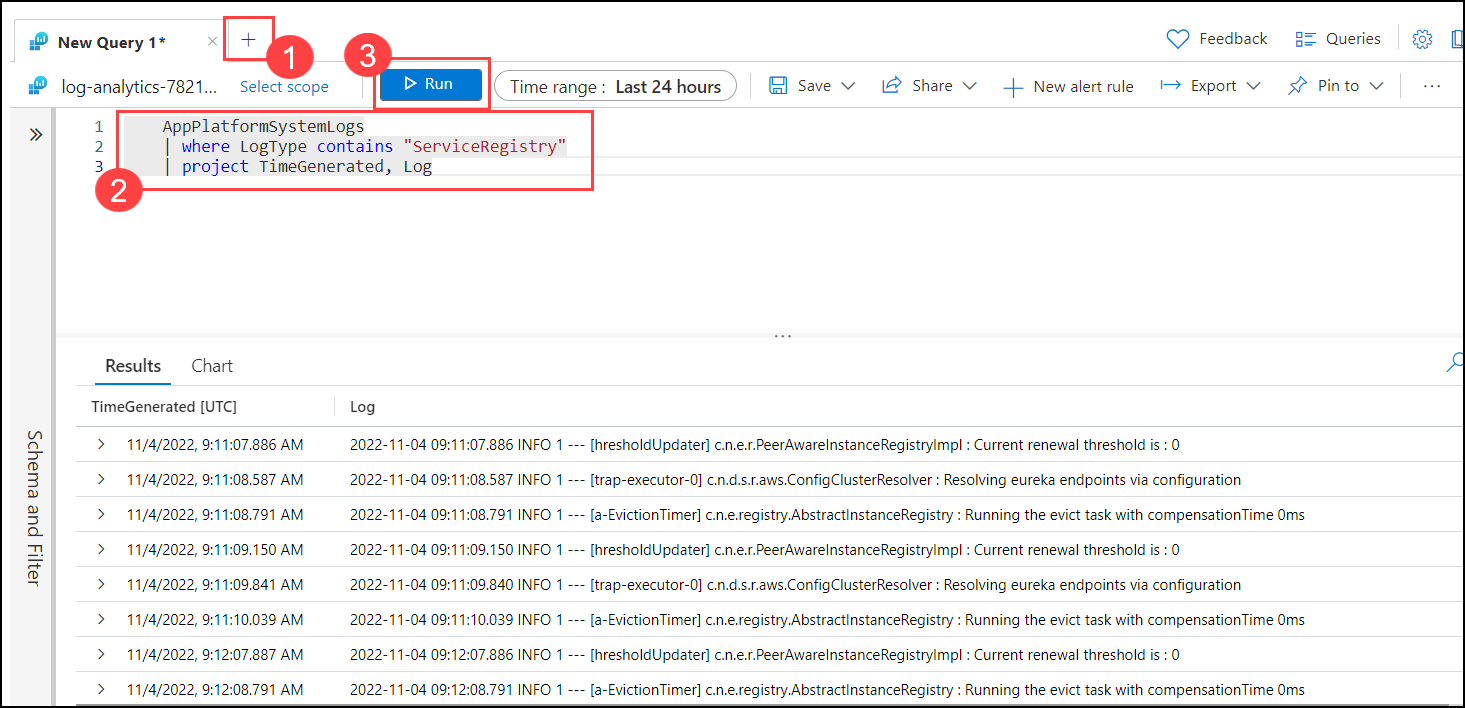 New Query 1*
1
3
Feedback
Queries
log-analytics-7821...
Select scope
Run
Time range : Last 24 hours
Save
Share
New alert rule
Export
Pin to
...
1 AppPlatformSystemLogs
2 | where LogType contains "ServiceRegistry"
3 | project TimeGenerated, Log
2
...
Schema and Filter
Results Chart
TimeGenerated [UTC] Log
11/4/2022, 9:11:07.886 AM 2022-11-04 09:11:07.886 INFO 1 --- [hresholdUpdater] c.n.e.r.PeerAwareInstanceRegistryImpl : Current renewal threshold is : 0
11/4/2022, 9:11:08.587 AM 2022-11-04 09:11:08.587 INFO 1 --- [trap-executor-0] c.n.d.s.r.aws.ConfigClusterResolver : Resolving eureka endpoints via configuration
11/4/2022, 9:11:08.791 AM 2022-11-04 09:11:08.791 INFO 1 --- [a-EvictionTimer] c.n.e.registry.AbstractInstanceRegistry : Running the evict task with compensationTime 0ms
11/4/2022, 9:11:09.150 AM 2022-11-04 09:11:09.150 INFO 1 --- [hresholdUpdater] c.n.e.r.PeerAwareInstanceRegistryImpl : Current renewal threshold is : 0
11/4/2022, 9:11:09.841 AM 2022-11-04 09:11:09.840 INFO 1 --- [trap-executor-0] c.n.d.s.r.aws.ConfigClusterResolver : Resolving eureka endpoints via configuration
11/4/2022, 9:11:10.039 AM 2022-11-04 09:11:10.039 INFO 1 --- [a-EvictionTimer] c.n.e.registry.AbstractInstanceRegistry : Running the evict task with compensationTime 0ms
11/4/2022, 9:12:07.887 AM 2022-11-04 09:12:07.886 INFO 1 --- [hresholdUpdater] c.n.e.r.PeerAwareInstanceRegistryImpl : Current renewal threshold is : 0
11/4/2022, 9:12:08.791 AM 2022-11-04 09:12:08.791 INFO 1 --- [a-EvictionTimer] c.n.e.registry.AbstractInstanceRegistry : Running the evict task with compensationTime 0ms